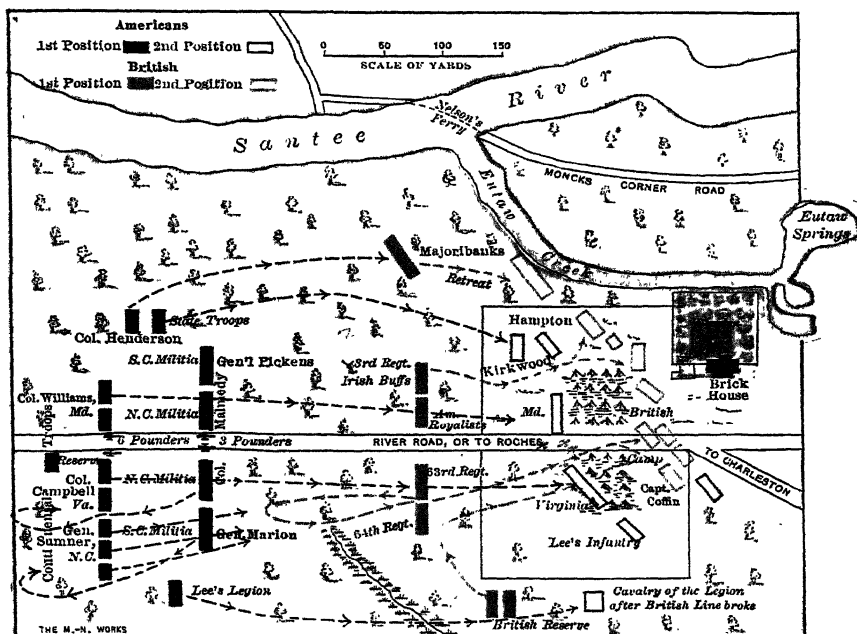 Americans
1st Position 2nd Position
British
1st Position 2nd Position
0 50 100 150
SCALE OF YARDS
Santee River
Nelson's
Ferry
MONCKS CORNER ROAD
Eutaw Creek
Eutaw
Springs
Majoribanks
Retreat
State Troops
Col. Henderson
S.C. Militia
Gen'l Pickens
Hampton
Kirkwood
3rd Regt.
Irish Buffs
Brick
House
Col. Williams,
Md.
N.C. Militia
Malmedy
Am.
Royalists
Md.
British
Troops
6 Pounders
3 Pounders
RIVER ROAD, OR TO ROCHES
TO CHARLESTON
Reserve
Col.
Campbell
Va.
N.C. Militia
Col.
63rd Regt.
Camp
Capt.
Coffin
Virginia
Gen.
Sumner,
N.C.
S.C. Militia
Gen. Marion
64th Regt.
Continental
Lee's Infantry
Lee's Legion
British Reserve
Cavalry of the Legion
after British Line broke
THE M.-N. WORKS